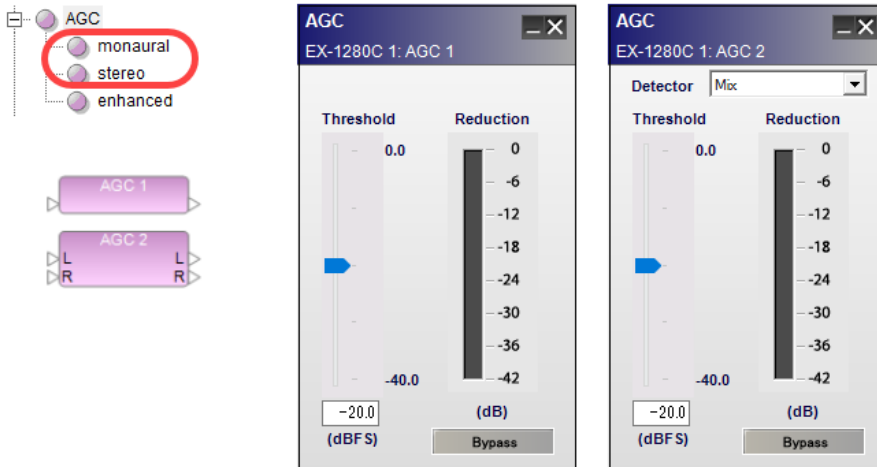 AGC
monaural
stereo
enhanced
AGC 1
AGC 2
L L
R R
AGC
EX-1280C 1: AGC 1
Threshold Reduction
0.0
0
-6
-12
-18
-24
-30
-36
-40.0
-42
-20.0
(dB)
(dBFS)
Bypass
AGC
EX-1280C 1: AGC 2
Detector Mix
Threshold Reduction
0.0
0
-6
-12
-18
-24
-30
-36
-40.0
-42
-20.0
(dB)
(dBFS)
Bypass